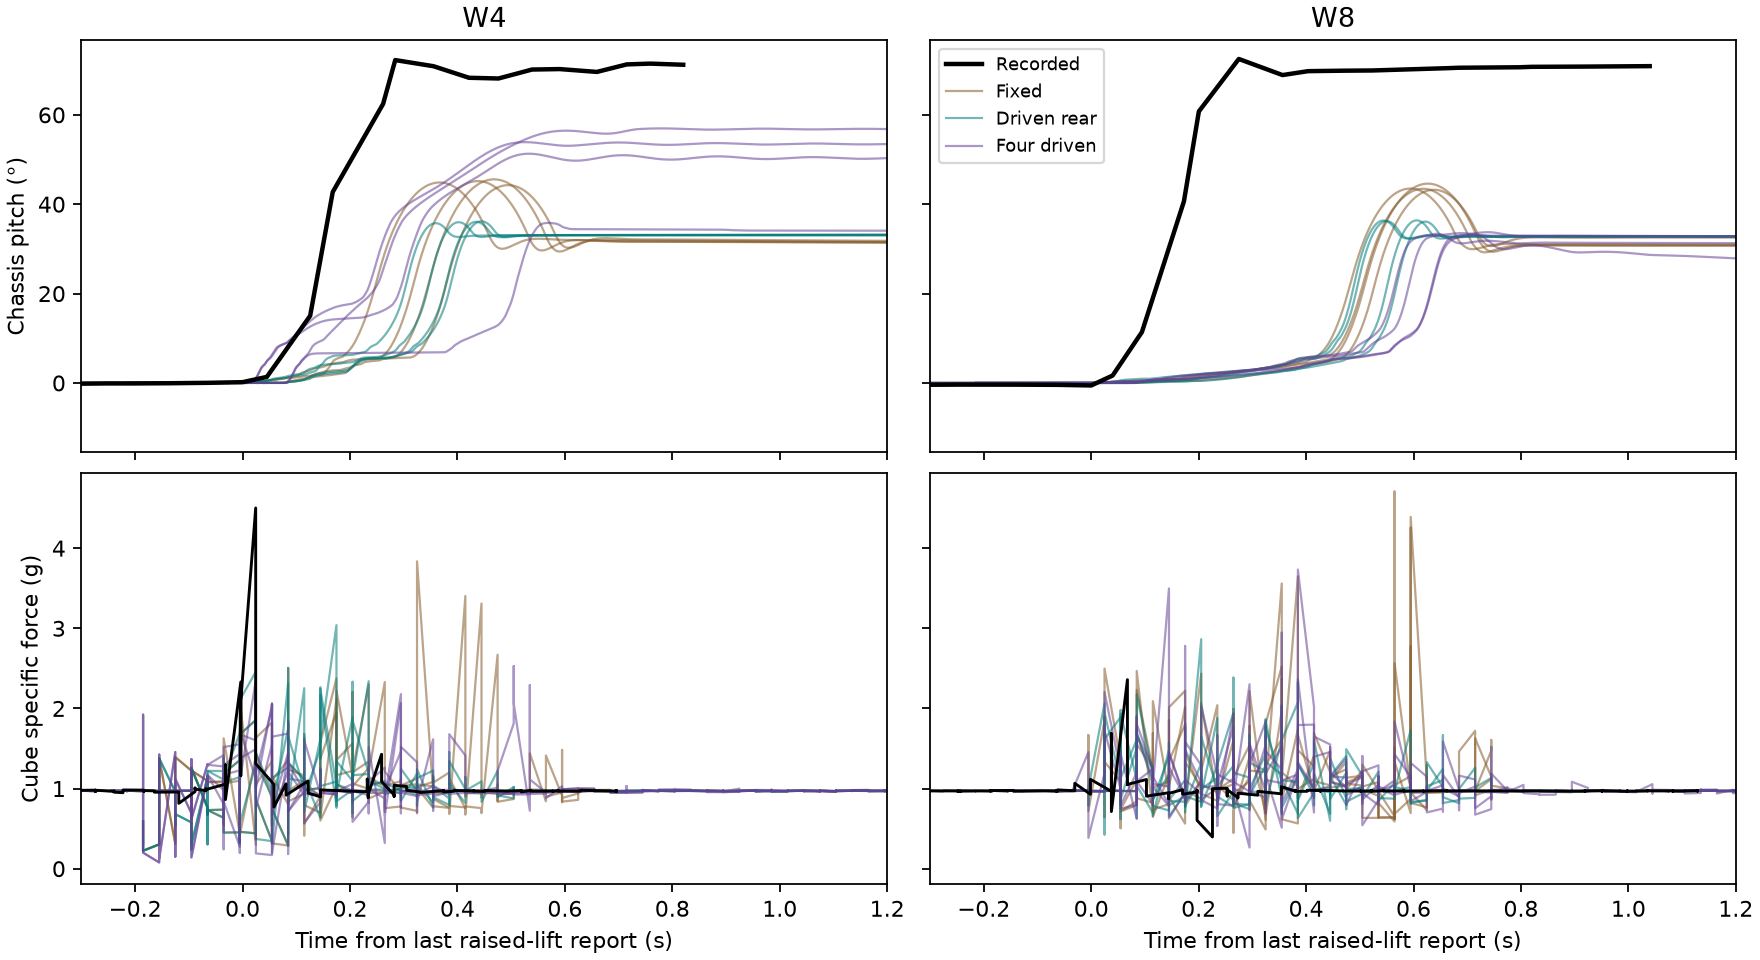 W4
W8
Chassis pitch (°)
60
40
20
0
Recorded
Fixed
Driven rear
Four driven
Cube specific force (g)
4
3
2
1
0
−0.2 0.0 0.2 0.4 0.6 0.8 1.0 1.2
−0.2 0.0 0.2 0.4 0.6 0.8 1.0 1.2
Time from last raised-lift report (s)
Time from last raised-lift report (s)